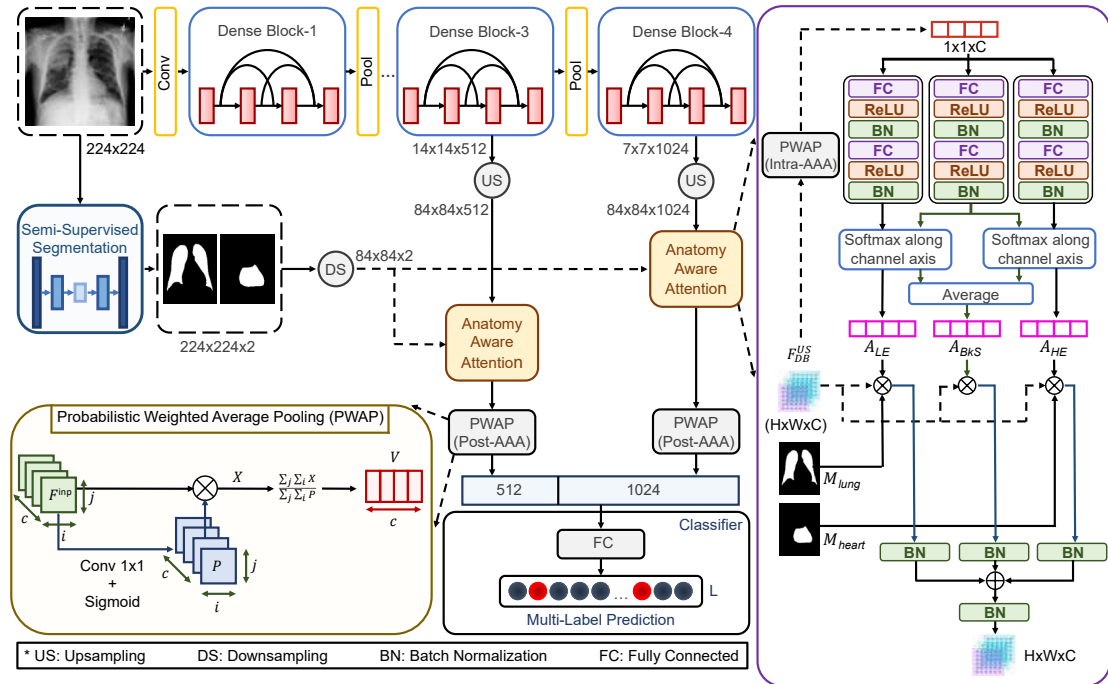 224x224
Conv
Dense Block-1
Pool
...
Dense Block-3
Pool
Dense Block-4
14x14x512
7x7x1024
US
US
84x84x512
84x84x1024
Semi-Supervised
Segmentation
224x224x2
DS
84x84x2
Anatomy
Aware
Attention
Anatomy
Aware
Attention
PWAP
(Post-AAA)
PWAP
(Post-AAA)
512
1024
Classifier
FC
...
L
Multi-Label Prediction
Probabilistic Weighted Average Pooling (PWAP)
F^inp
j
c
i
Conv 1x1
+
Sigmoid
P
j
c
i
X
∑_j ∑_i X
∑_j ∑_i P
V
c
PWAP
(Intra-AAA)
1x1xC
FC
ReLU
BN
FC
ReLU
BN
FC
ReLU
BN
FC
ReLU
BN
FC
ReLU
BN
FC
ReLU
BN
Softmax along
channel axis
Softmax along
channel axis
Average
A_LE
A_BkS
A_HE
F_DB^US
(HxWxC)
M_lung
M_heart
BN
BN
BN
BN
HxWxC
* US: Upsampling DS: Downsampling BN: Batch Normalization FC: Fully Connected